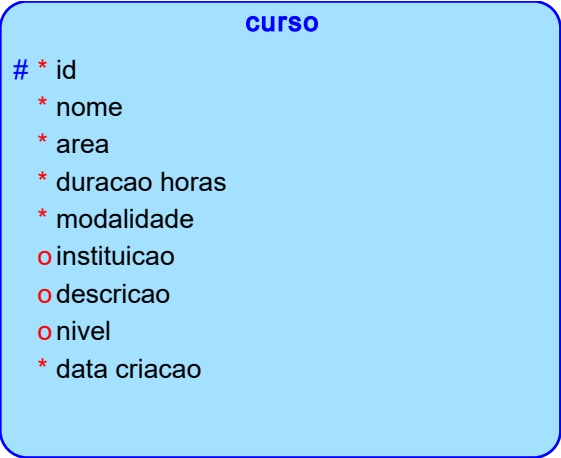 curso
# * id
* nome
* area
* duracao horas
* modalidade
o instituicao
o descricao
o nivel
* data criacao